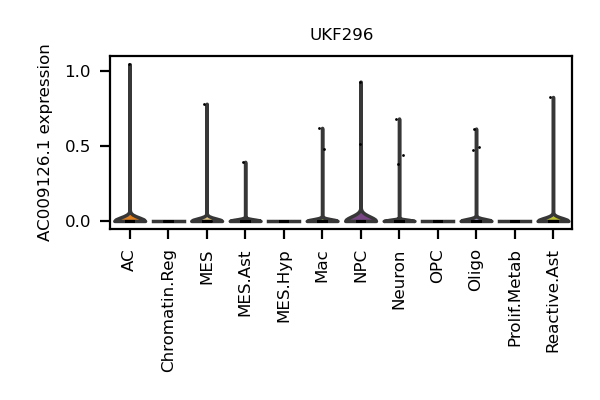 UKF296
AC009126.1 expression
1.0
0.5
0.0
AC
Chromatin.Reg
MES
MES.Ast
MES.Hyp
Mac
NPC
Neuron
OPC
Oligo
Prolif.Metab
Reactive.Ast